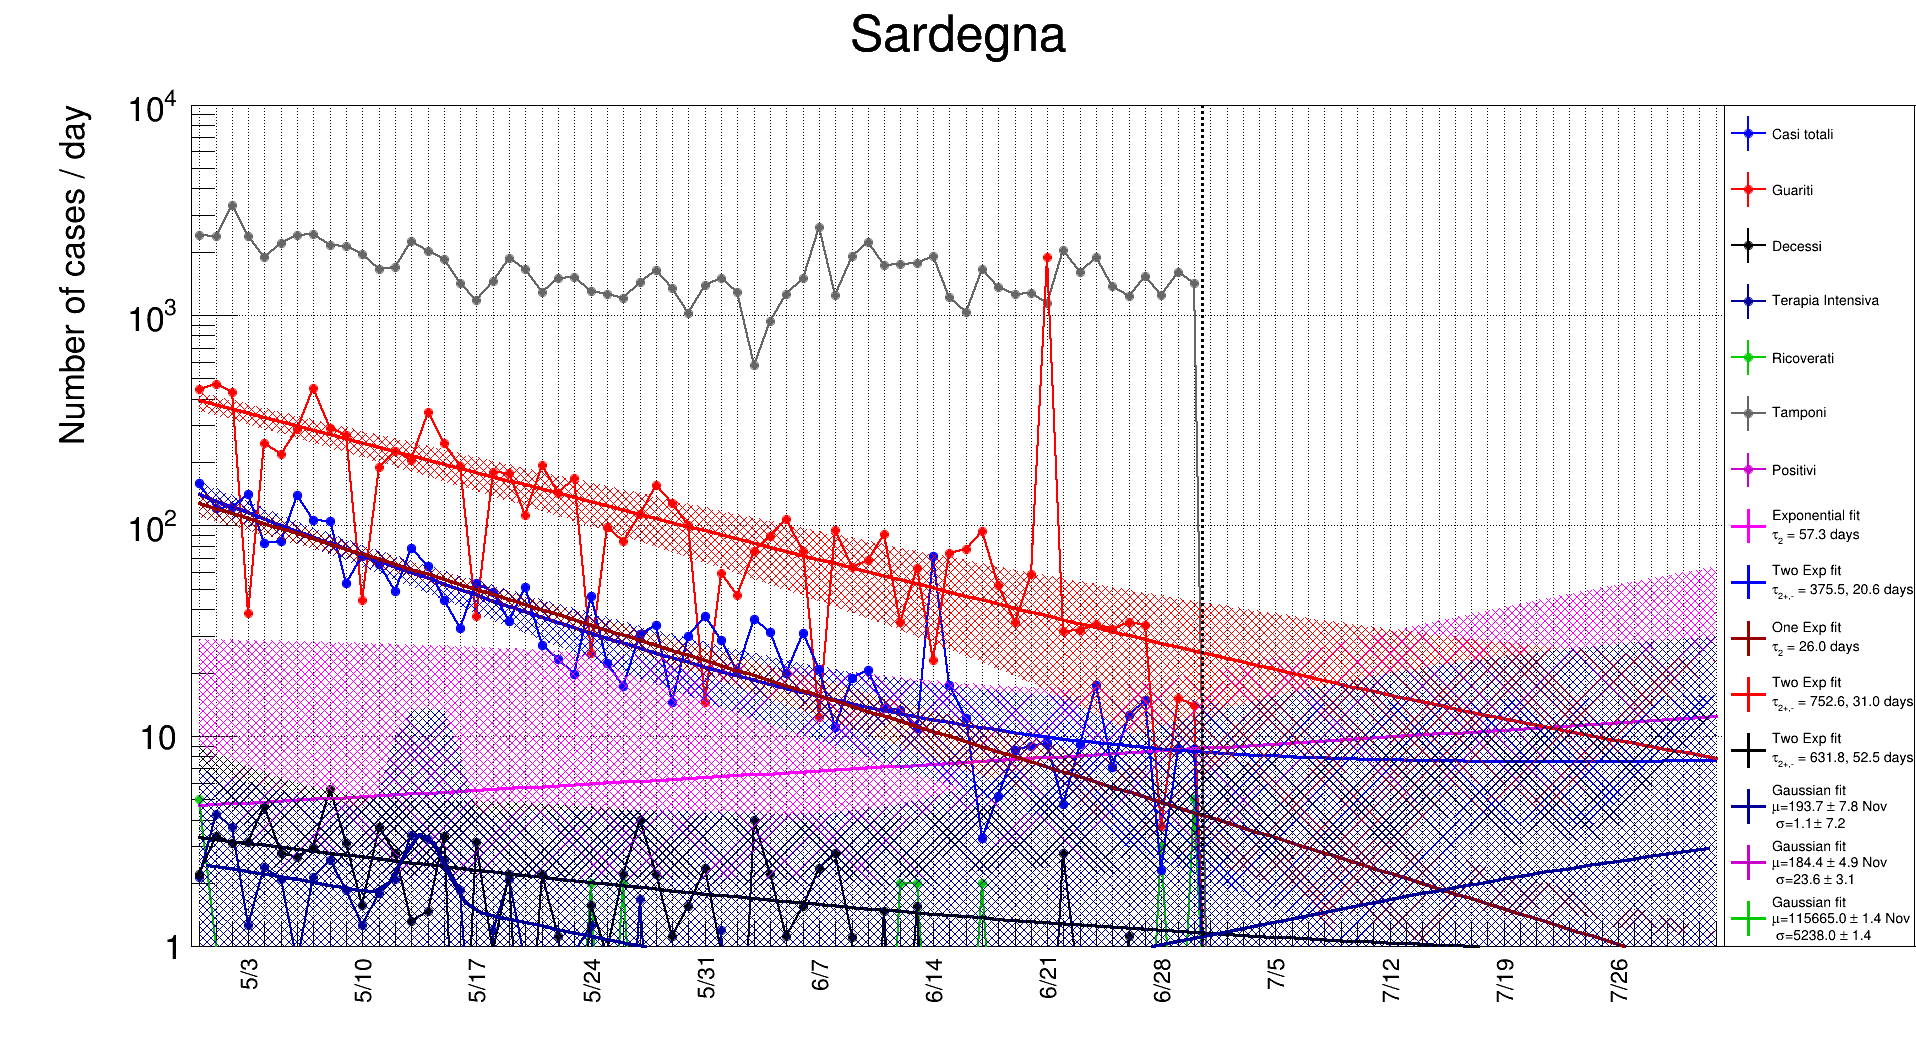 Sardegna
Number of cases / day
10⁴
10³
10²
10
1
5/3
5/10
5/17
5/24
5/31
6/7
6/14
6/21
6/28
7/5
7/12
7/19
7/26
Casi totali
Guariti
Decessi
Terapia Intensiva
Ricoverati
Tamponi
Positivi
Exponential fit
τ₂ = 57.3 days
Two Exp fit
τ₂₊,₋ = 375.5, 20.6 days
One Exp fit
τ₂ = 26.0 days
Two Exp fit
τ₂₊,₋ = 752.6, 31.0 days
Two Exp fit
τ₂₊,₋ = 631.8, 52.5 days
Gaussian fit
μ=193.7 ± 7.8 Nov
σ=1.1 ± 7.2
Gaussian fit
μ=184.4 ± 4.9 Nov
σ=23.6 ± 3.1
Gaussian fit
μ=115665.0 ± 1.4 Nov
σ=5238.0 ± 1.4